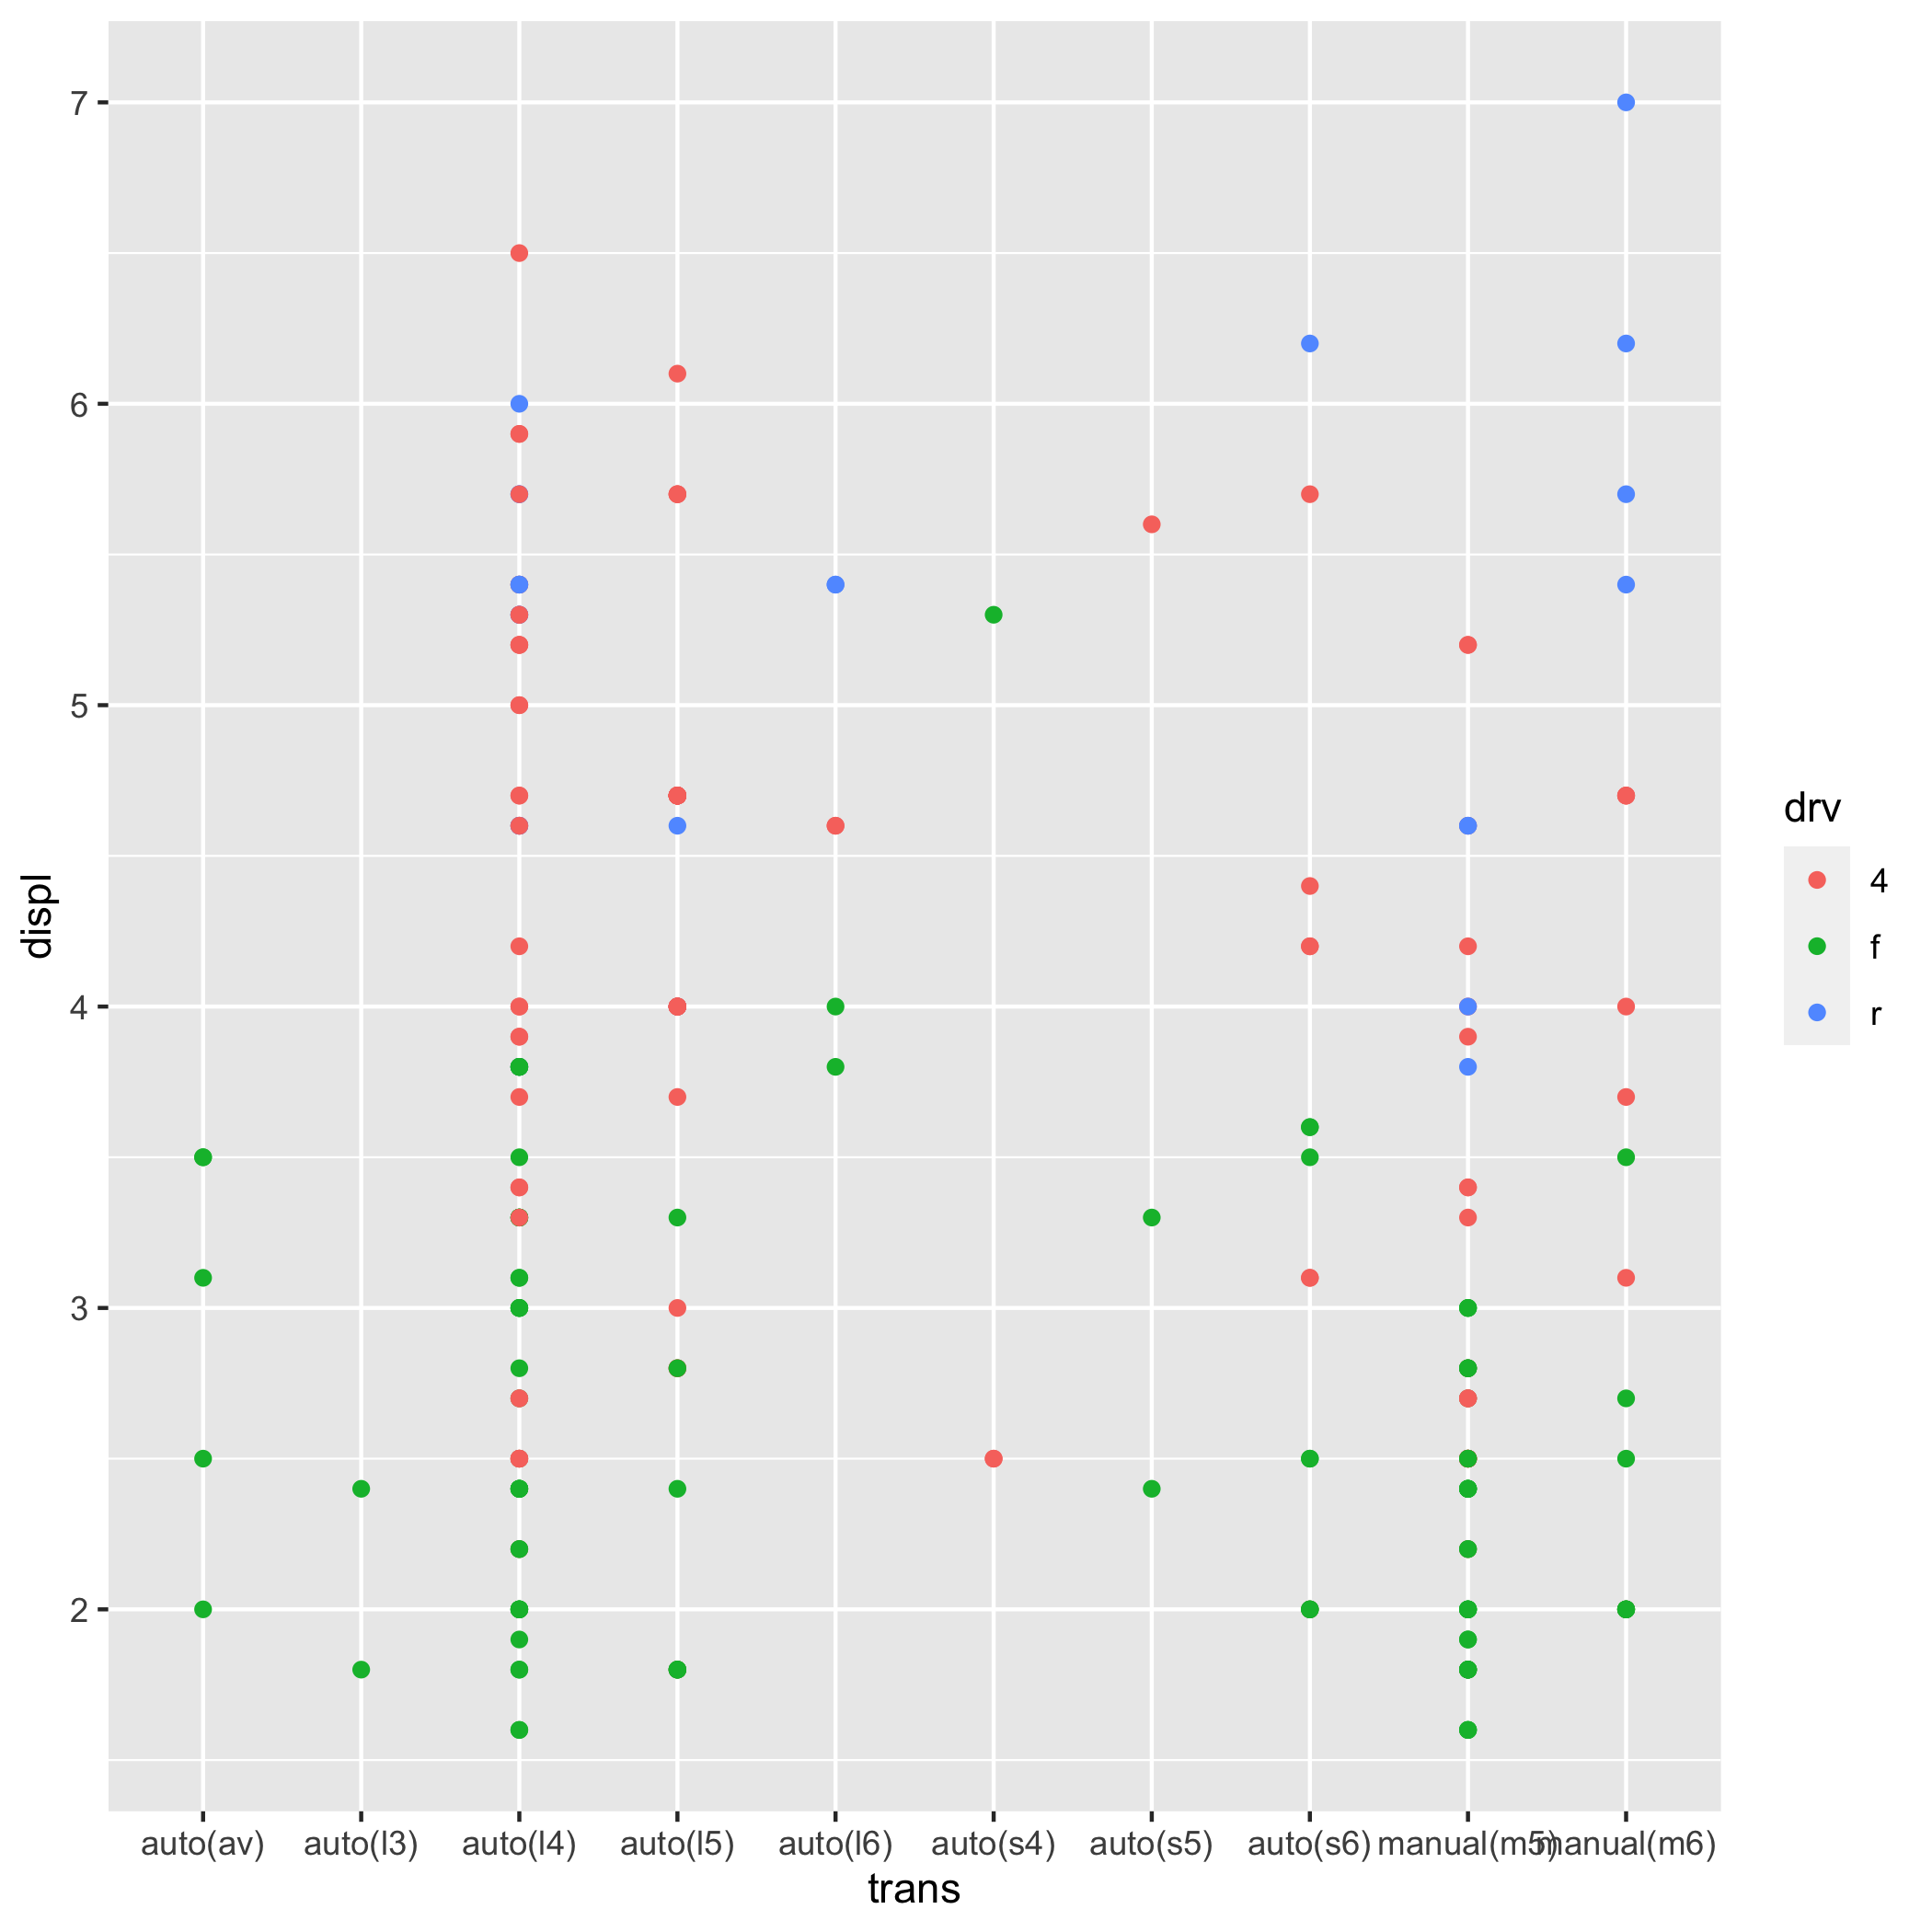 7
6
5
4
3
2
displ
auto(av) auto(l3) auto(l4) auto(l5) auto(l6) auto(s4) auto(s5) auto(s6) manual(m5) manual(m6)
trans
drv
4
f
r